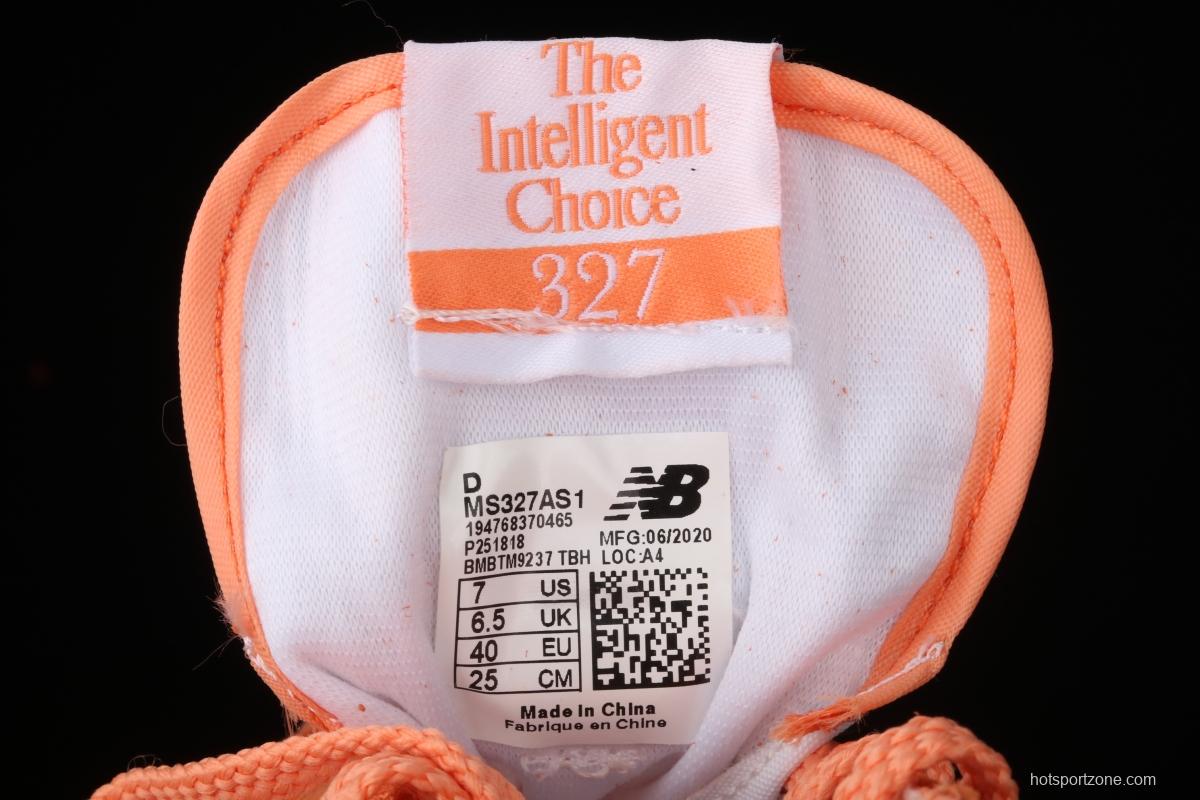 The
Intelligent
Choice
327
D
MS327AS1
194768370465
P251818
BMBTM9237 TBH
NB
MFG:06/2020
LOC:A4
7 US
6.5 UK
40 EU
25 CM
Made In China
Fabrique en Chine
hotsportzone.com